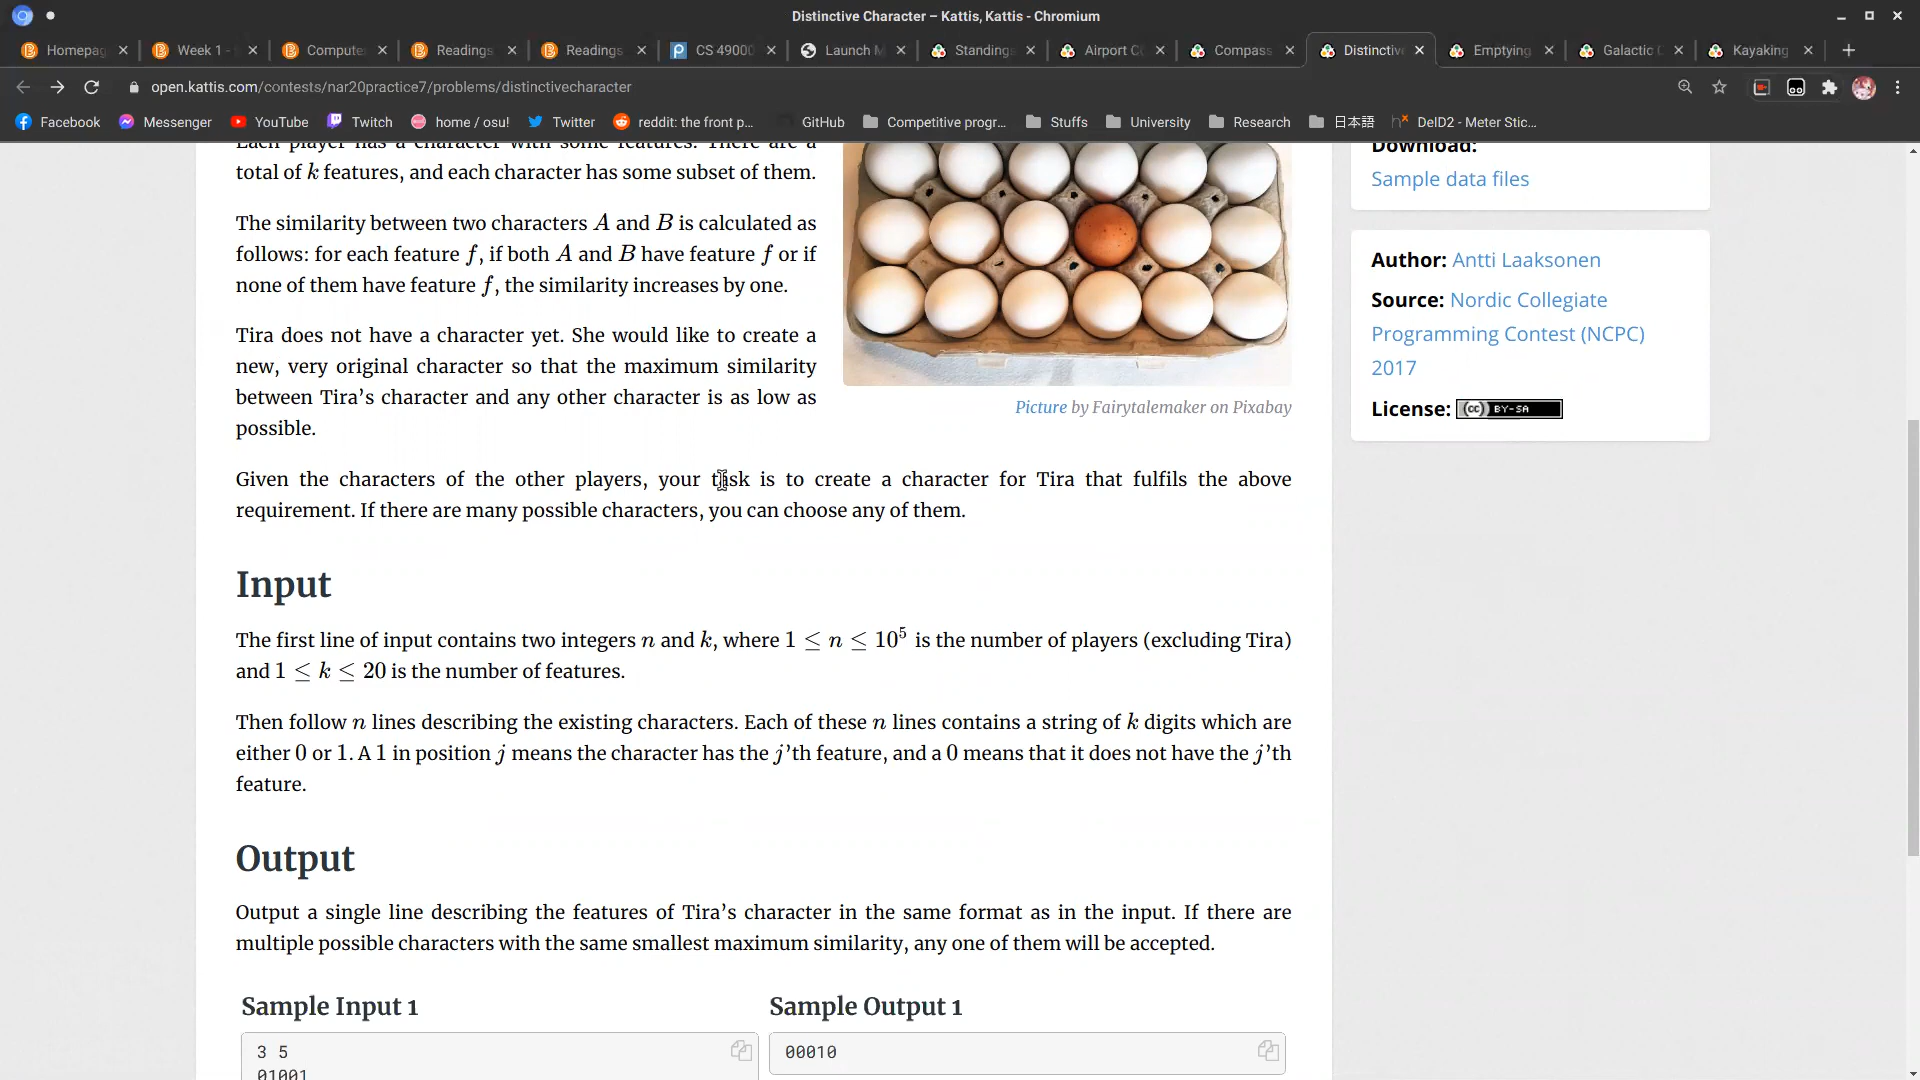 Distinctive Character – Kattis, Kattis - Chromium
Homepag
Week 1 -
Compute
Readings
Readings
CS 49000
Launch M
Standings
Airport C
Compass
Distinctive
Emptying
Galactic
Kayaking
open.kattis.com/contests/nar20practice7/problems/distinctivecharacter
Facebook Messenger YouTube Twitch home / osu! Twitter reddit: the front p... GitHub Competitive progr... Stuffs University Research 日本語 DelD2 - Meter Stic...
Each player has a character with some features. There are a
total of k features, and each character has some subset of them.
The similarity between two characters A and B is calculated as
follows: for each feature f, if both A and B have feature f or if
none of them have feature f, the similarity increases by one.
Tira does not have a character yet. She would like to create a
new, very original character so that the maximum similarity
between Tira's character and any other character is as low as
possible.
Picture by Fairytalemaker on Pixabay
Given the characters of the other players, your task is to create a character for Tira that fulfils the above
requirement. If there are many possible characters, you can choose any of them.
Input
The first line of input contains two integers n and k, where 1 ≤ n ≤ 10⁵ is the number of players (excluding Tira)
and 1 ≤ k ≤ 20 is the number of features.
Then follow n lines describing the existing characters. Each of these n lines contains a string of k digits which are
either 0 or 1. A 1 in position j means the character has the j'th feature, and a 0 means that it does not have the j'th
feature.
Output
Output a single line describing the features of Tira's character in the same format as in the input. If there are
multiple possible characters with the same smallest maximum similarity, any one of them will be accepted.
Sample Input 1
Sample Output 1
3 5
01001
00010
Download:
Sample data files
Author: Antti Laaksonen
Source: Nordic Collegiate
Programming Contest (NCPC)
2017
License: cc BY-SA